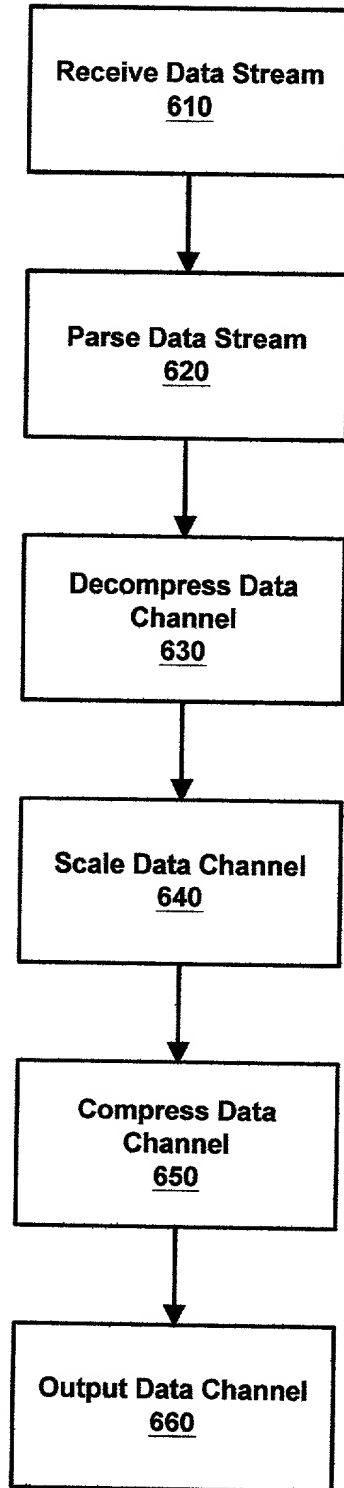 Receive Data Stream
610
Parse Data Stream
620
Decompress Data
Channel
630
Scale Data Channel
640
Compress Data
Channel
650
Output Data Channel
660